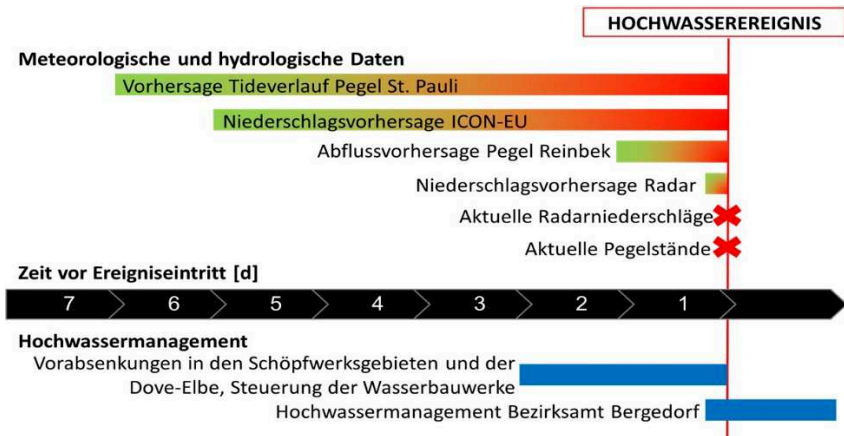 HOCHWASSEREREIGNIS
Meteorologische und hydrologische Daten
Vorhersage Tideverlauf Pegel St. Pauli
Niederschlagsvorhersage ICON-EU
Abflussvorhersage Pegel Reinbek
Niederschlagsvorhersage Radar
Aktuelle Radarniederschläge
Aktuelle Pegelstände
Zeit vor Ereigniseintritt [d]
7 6 5 4 3 2 1
Hochwassermanagement
Vorabsenkungen in den Schöpfwerksgebieten und der
Dove-Elbe, Steuerung der Wasserbauwerke
Hochwassermanagement Bezirksamt Bergedorf